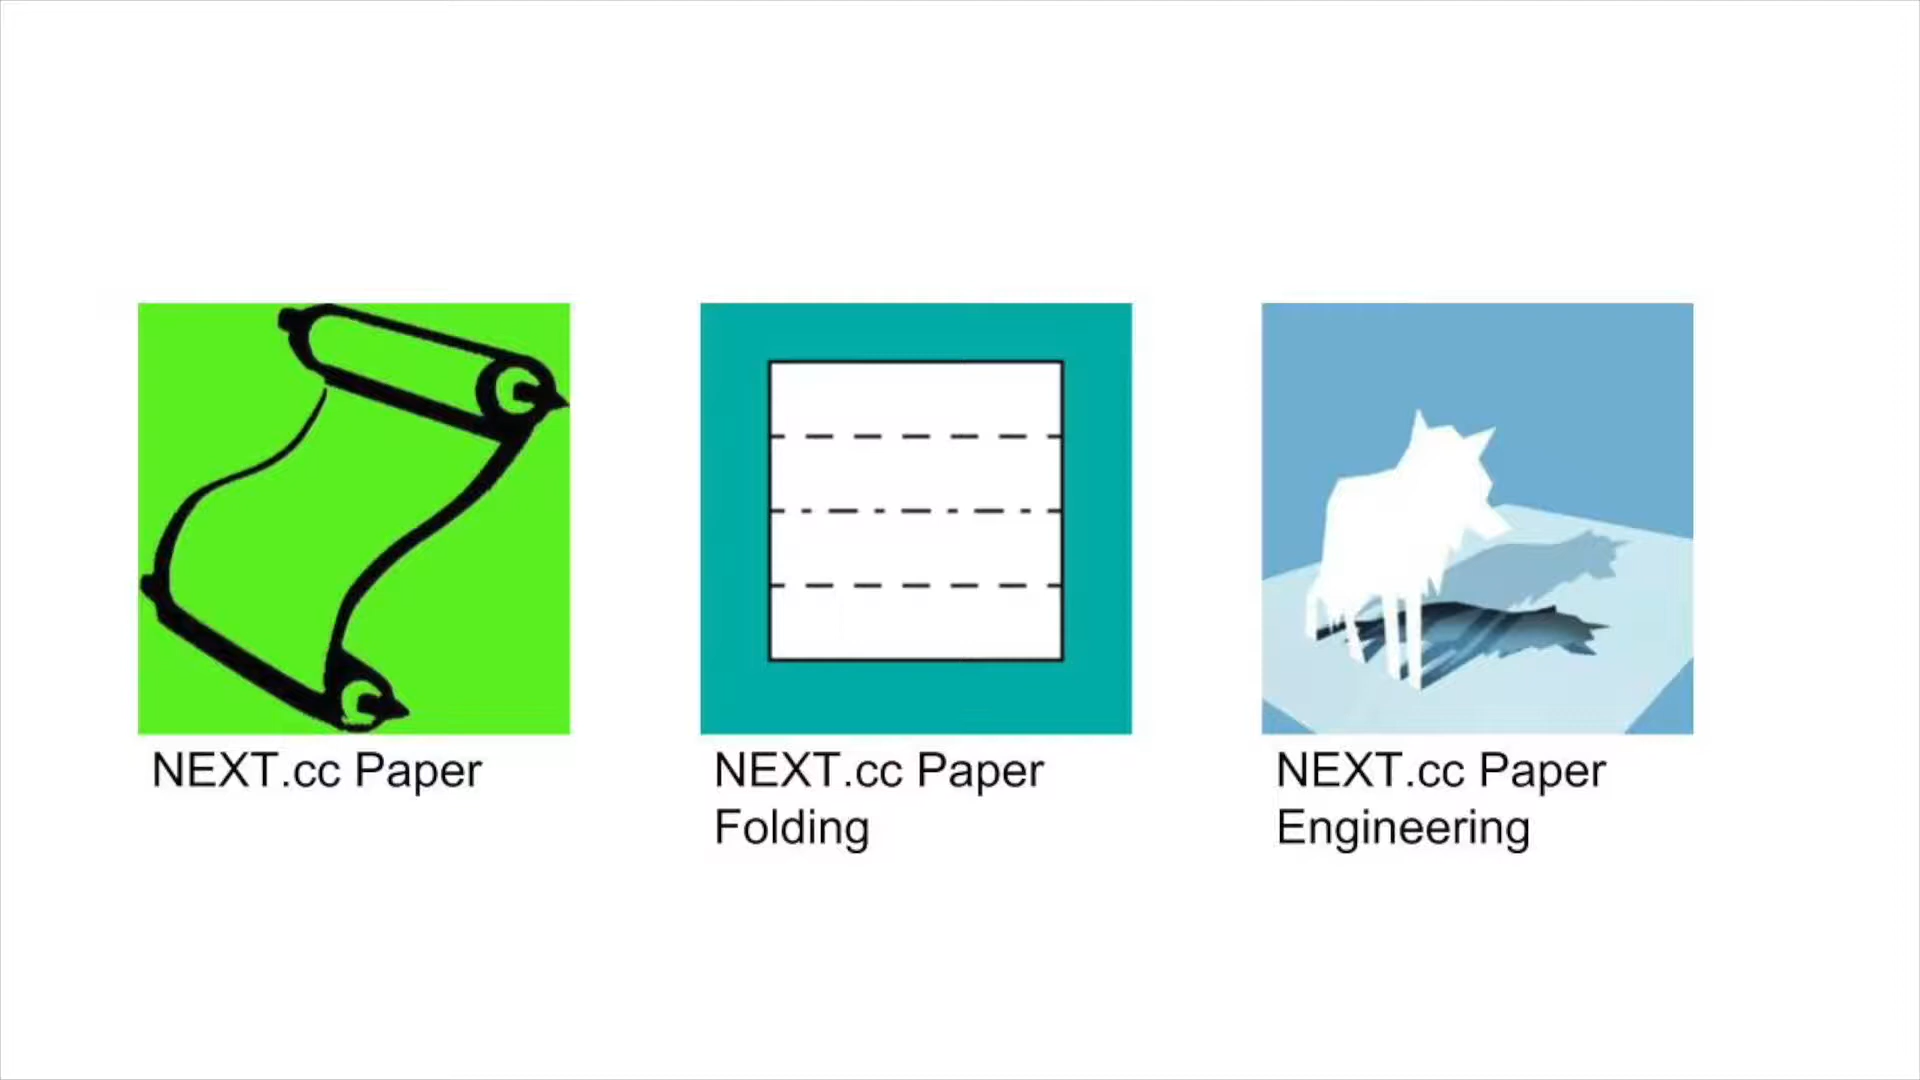 NEXT.cc Paper
NEXT.cc Paper
Folding
NEXT.cc Paper
Engineering